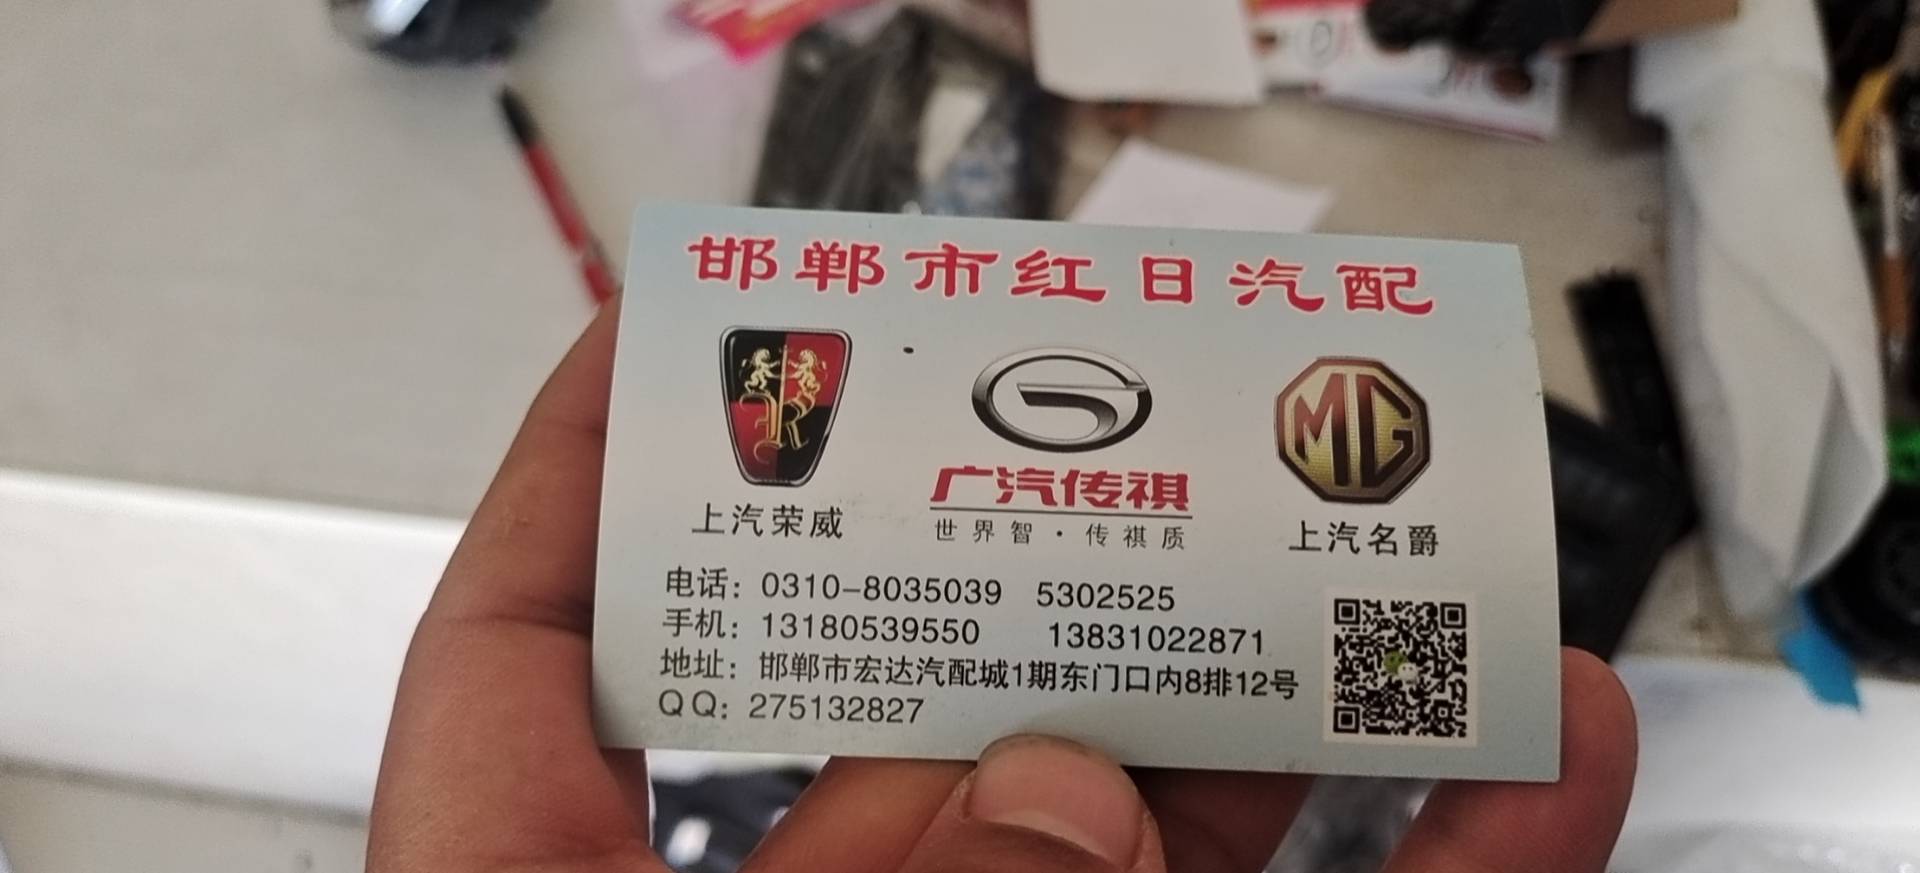 邯郸市红日汽配
R
MG
上汽荣威
广汽传祺
世界智·传祺质
上汽名爵
电话：0310-8035039 5302525
手机：13180539550 13831022871
地址：邯郸市宏达汽配城1期东门口内8排12号
QQ：275132827